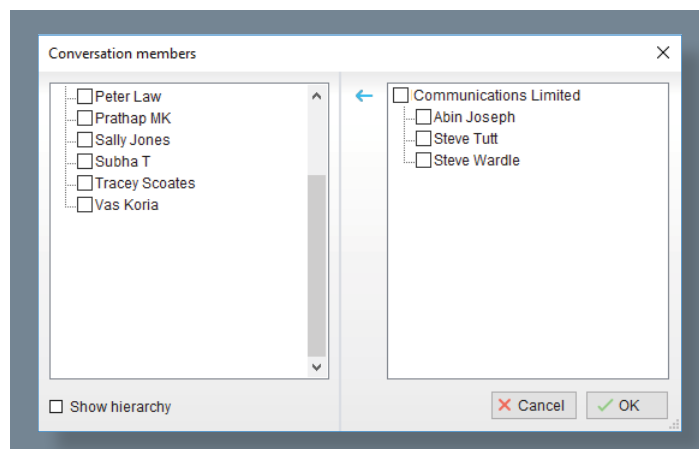 Conversation members
Peter Law
Prathap MK
Sally Jones
Subha T
Tracey Scoates
Vas Koria
Communications Limited
Abin Joseph
Steve Tutt
Steve Wardle
Show hierarchy
Cancel
OK